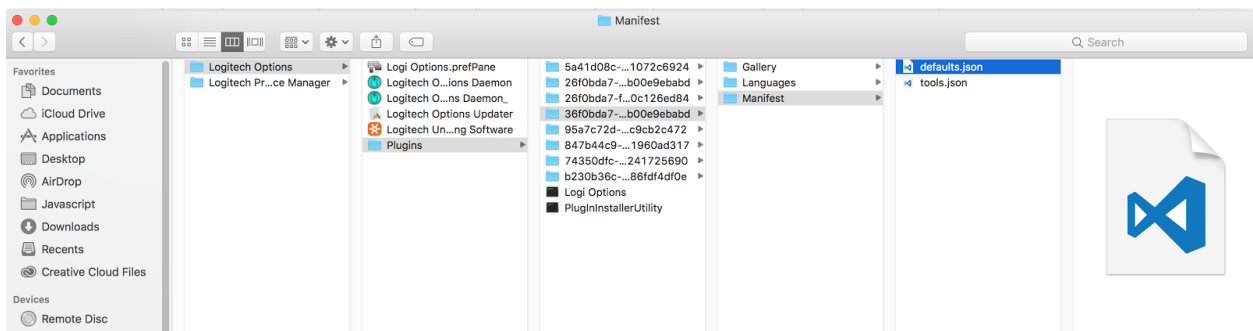 Manifest
Search
Favorites
Documents
iCloud Drive
Applications
Desktop
AirDrop
Javascript
Downloads
Recents
Creative Cloud Files
Devices
Remote Disc
Logitech Options
Logitech Pr...ce Manager
Logi Options.prefPane
Logitech O...ions Daemon
Logitech O...ns Daemon_
Logitech Options Updater
Logitech Un...ng Software
Plugins
5a41d08c-...1072c6924
26f0bda7-...b00e9ebabd
26f0bda7-f...0c126ed84
36f0bda7-...b00e9ebabd
95a7c72d-...c9cb2c472
847b44c9-...1960ad317
74350dfc-...241725690
b230b36c-...86fdf4df0e
Logi Options
PlugInInstallerUtility
Gallery
Languages
Manifest
defaults.json
tools.json